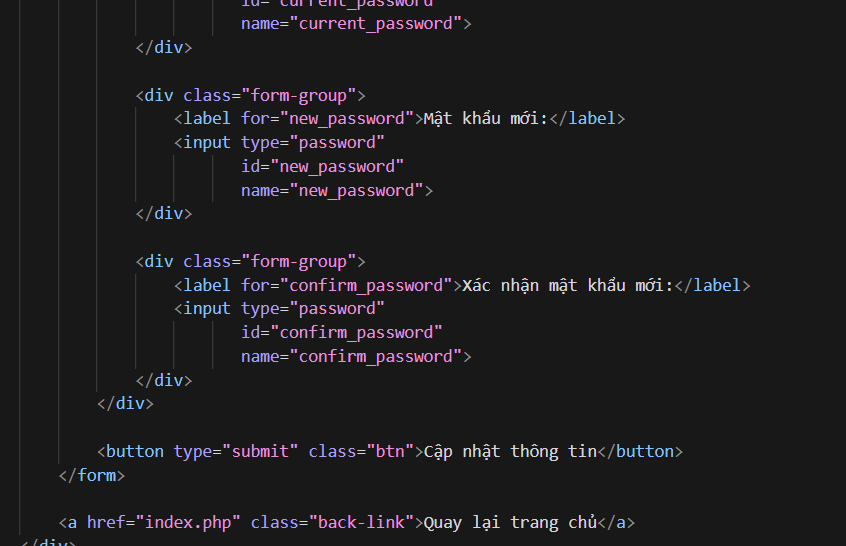 id="current_password"
name="current_password">
</div>
<div class="form-group">
<label for="new_password">Mật khẩu mới:</label>
<input type="password"
id="new_password"
name="new_password">
</div>
<div class="form-group">
<label for="confirm_password">Xác nhận mật khẩu mới:</label>
<input type="password"
id="confirm_password"
name="confirm_password">
</div>
</div>
<button type="submit" class="btn">Cập nhật thông tin</button>
</form>
<a href="index.php" class="back-link">Quay lại trang chủ</a>
</div>